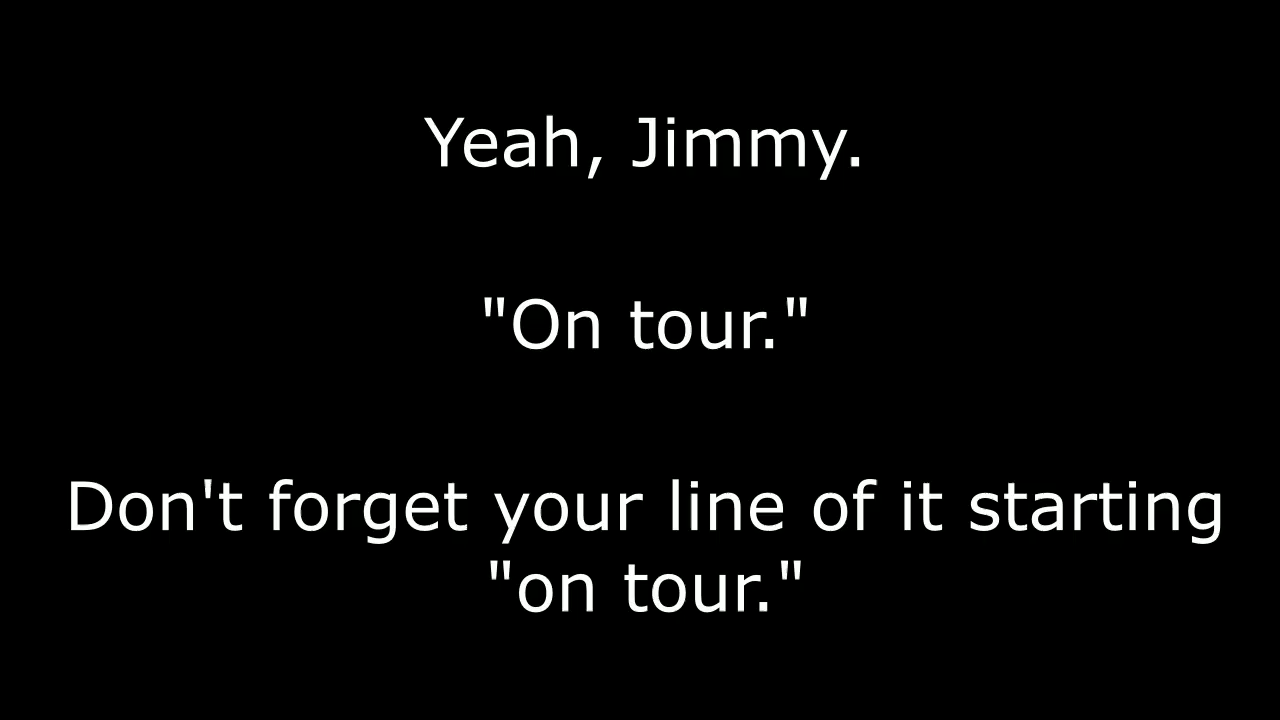 Yeah, Jimmy.
"On tour."
Don't forget your line of it starting
"on tour."